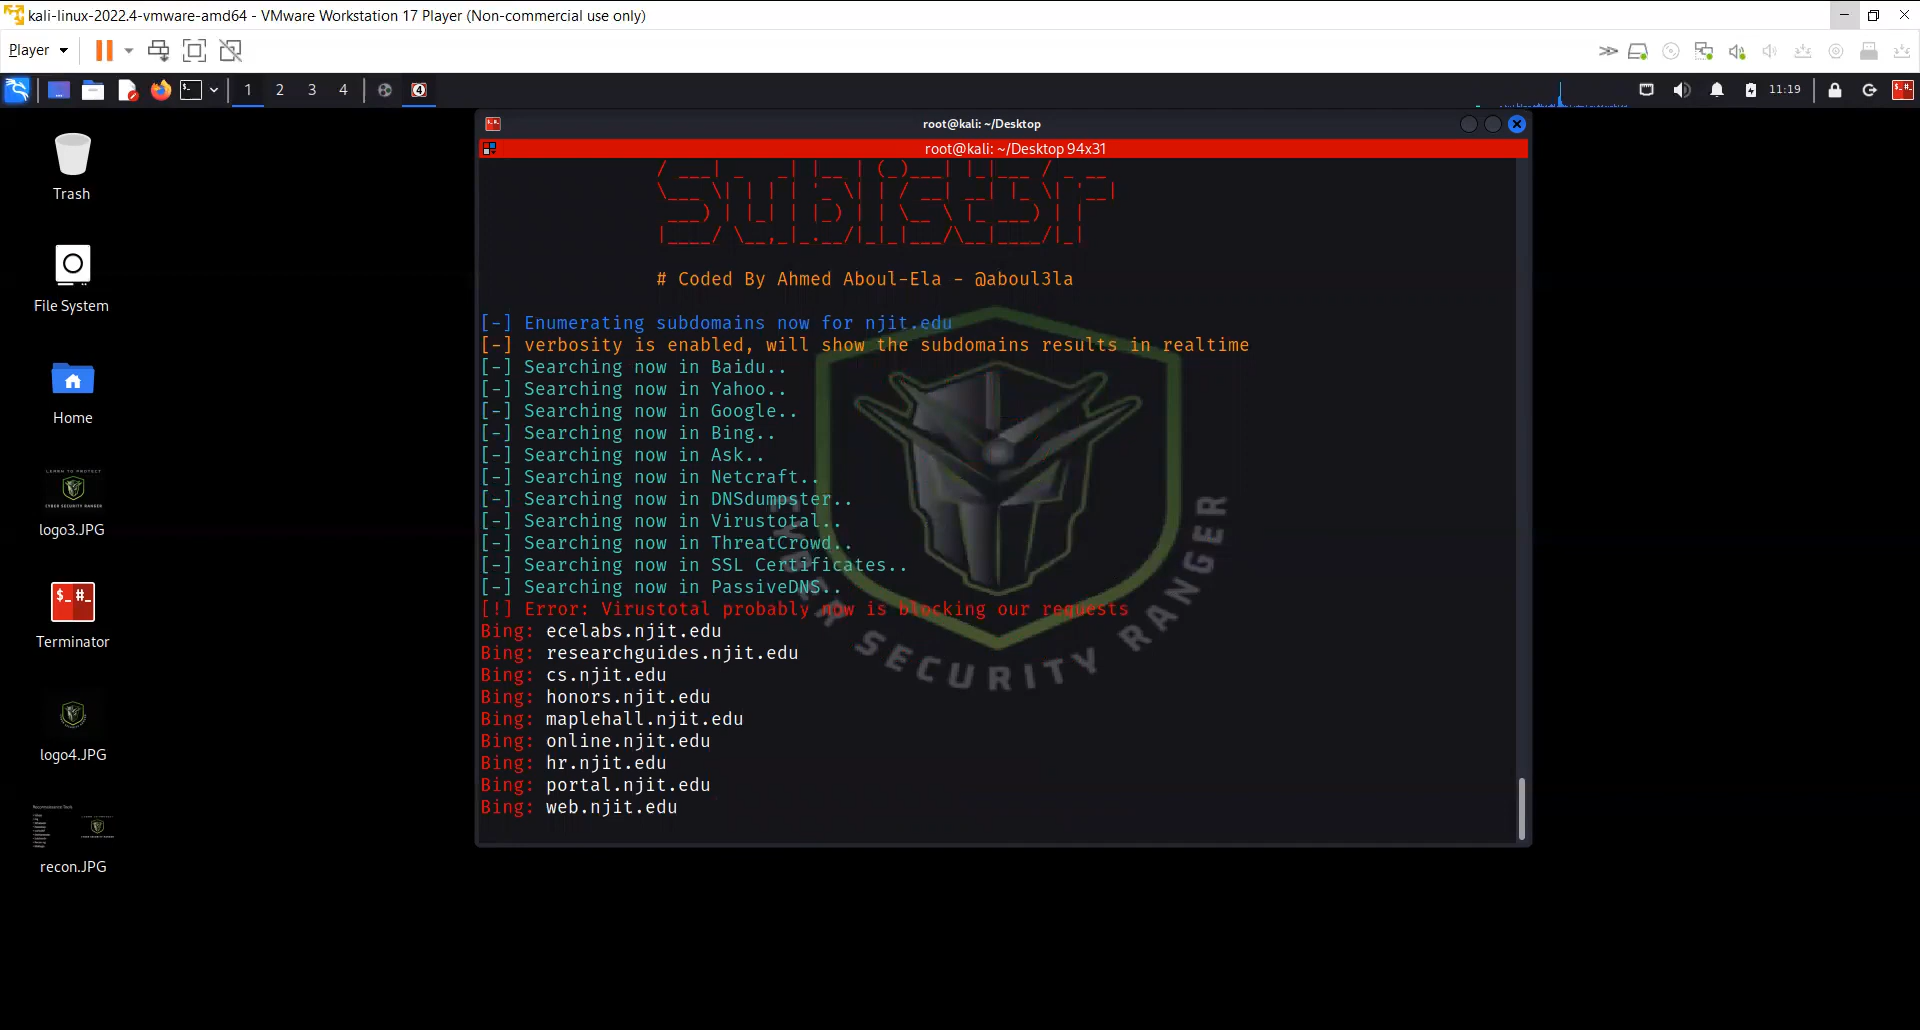 kali-linux-2022.4-vmware-amd64 - VMware Workstation 17 Player (Non-commercial use only)
Player
1 2 3 4
11:19
Trash
File System
Home
LEARN TO PROTECT
CYBER SECURITY RANGER
logo3.JPG
$_ #_
Terminator
logo4.JPG
recon.JPG
root@kali: ~/Desktop
root@kali: ~/Desktop 94x31
Sublist3r
# Coded By Ahmed Aboul-Ela - @aboul3la
[-] Enumerating subdomains now for njit.edu
[-] verbosity is enabled, will show the subdomains results in realtime
[-] Searching now in Baidu..
[-] Searching now in Yahoo..
[-] Searching now in Google..
[-] Searching now in Bing..
[-] Searching now in Ask..
[-] Searching now in Netcraft..
[-] Searching now in DNSdumpster..
[-] Searching now in Virustotal..
[-] Searching now in ThreatCrowd..
[-] Searching now in SSL Certificates..
[-] Searching now in PassiveDNS..
[!] Error: Virustotal probably now is blocking our requests
Bing: ecelabs.njit.edu
Bing: researchguides.njit.edu
Bing: cs.njit.edu
Bing: honors.njit.edu
Bing: maplehall.njit.edu
Bing: online.njit.edu
Bing: hr.njit.edu
Bing: portal.njit.edu
Bing: web.njit.edu
CYBER SECURITY RANGER